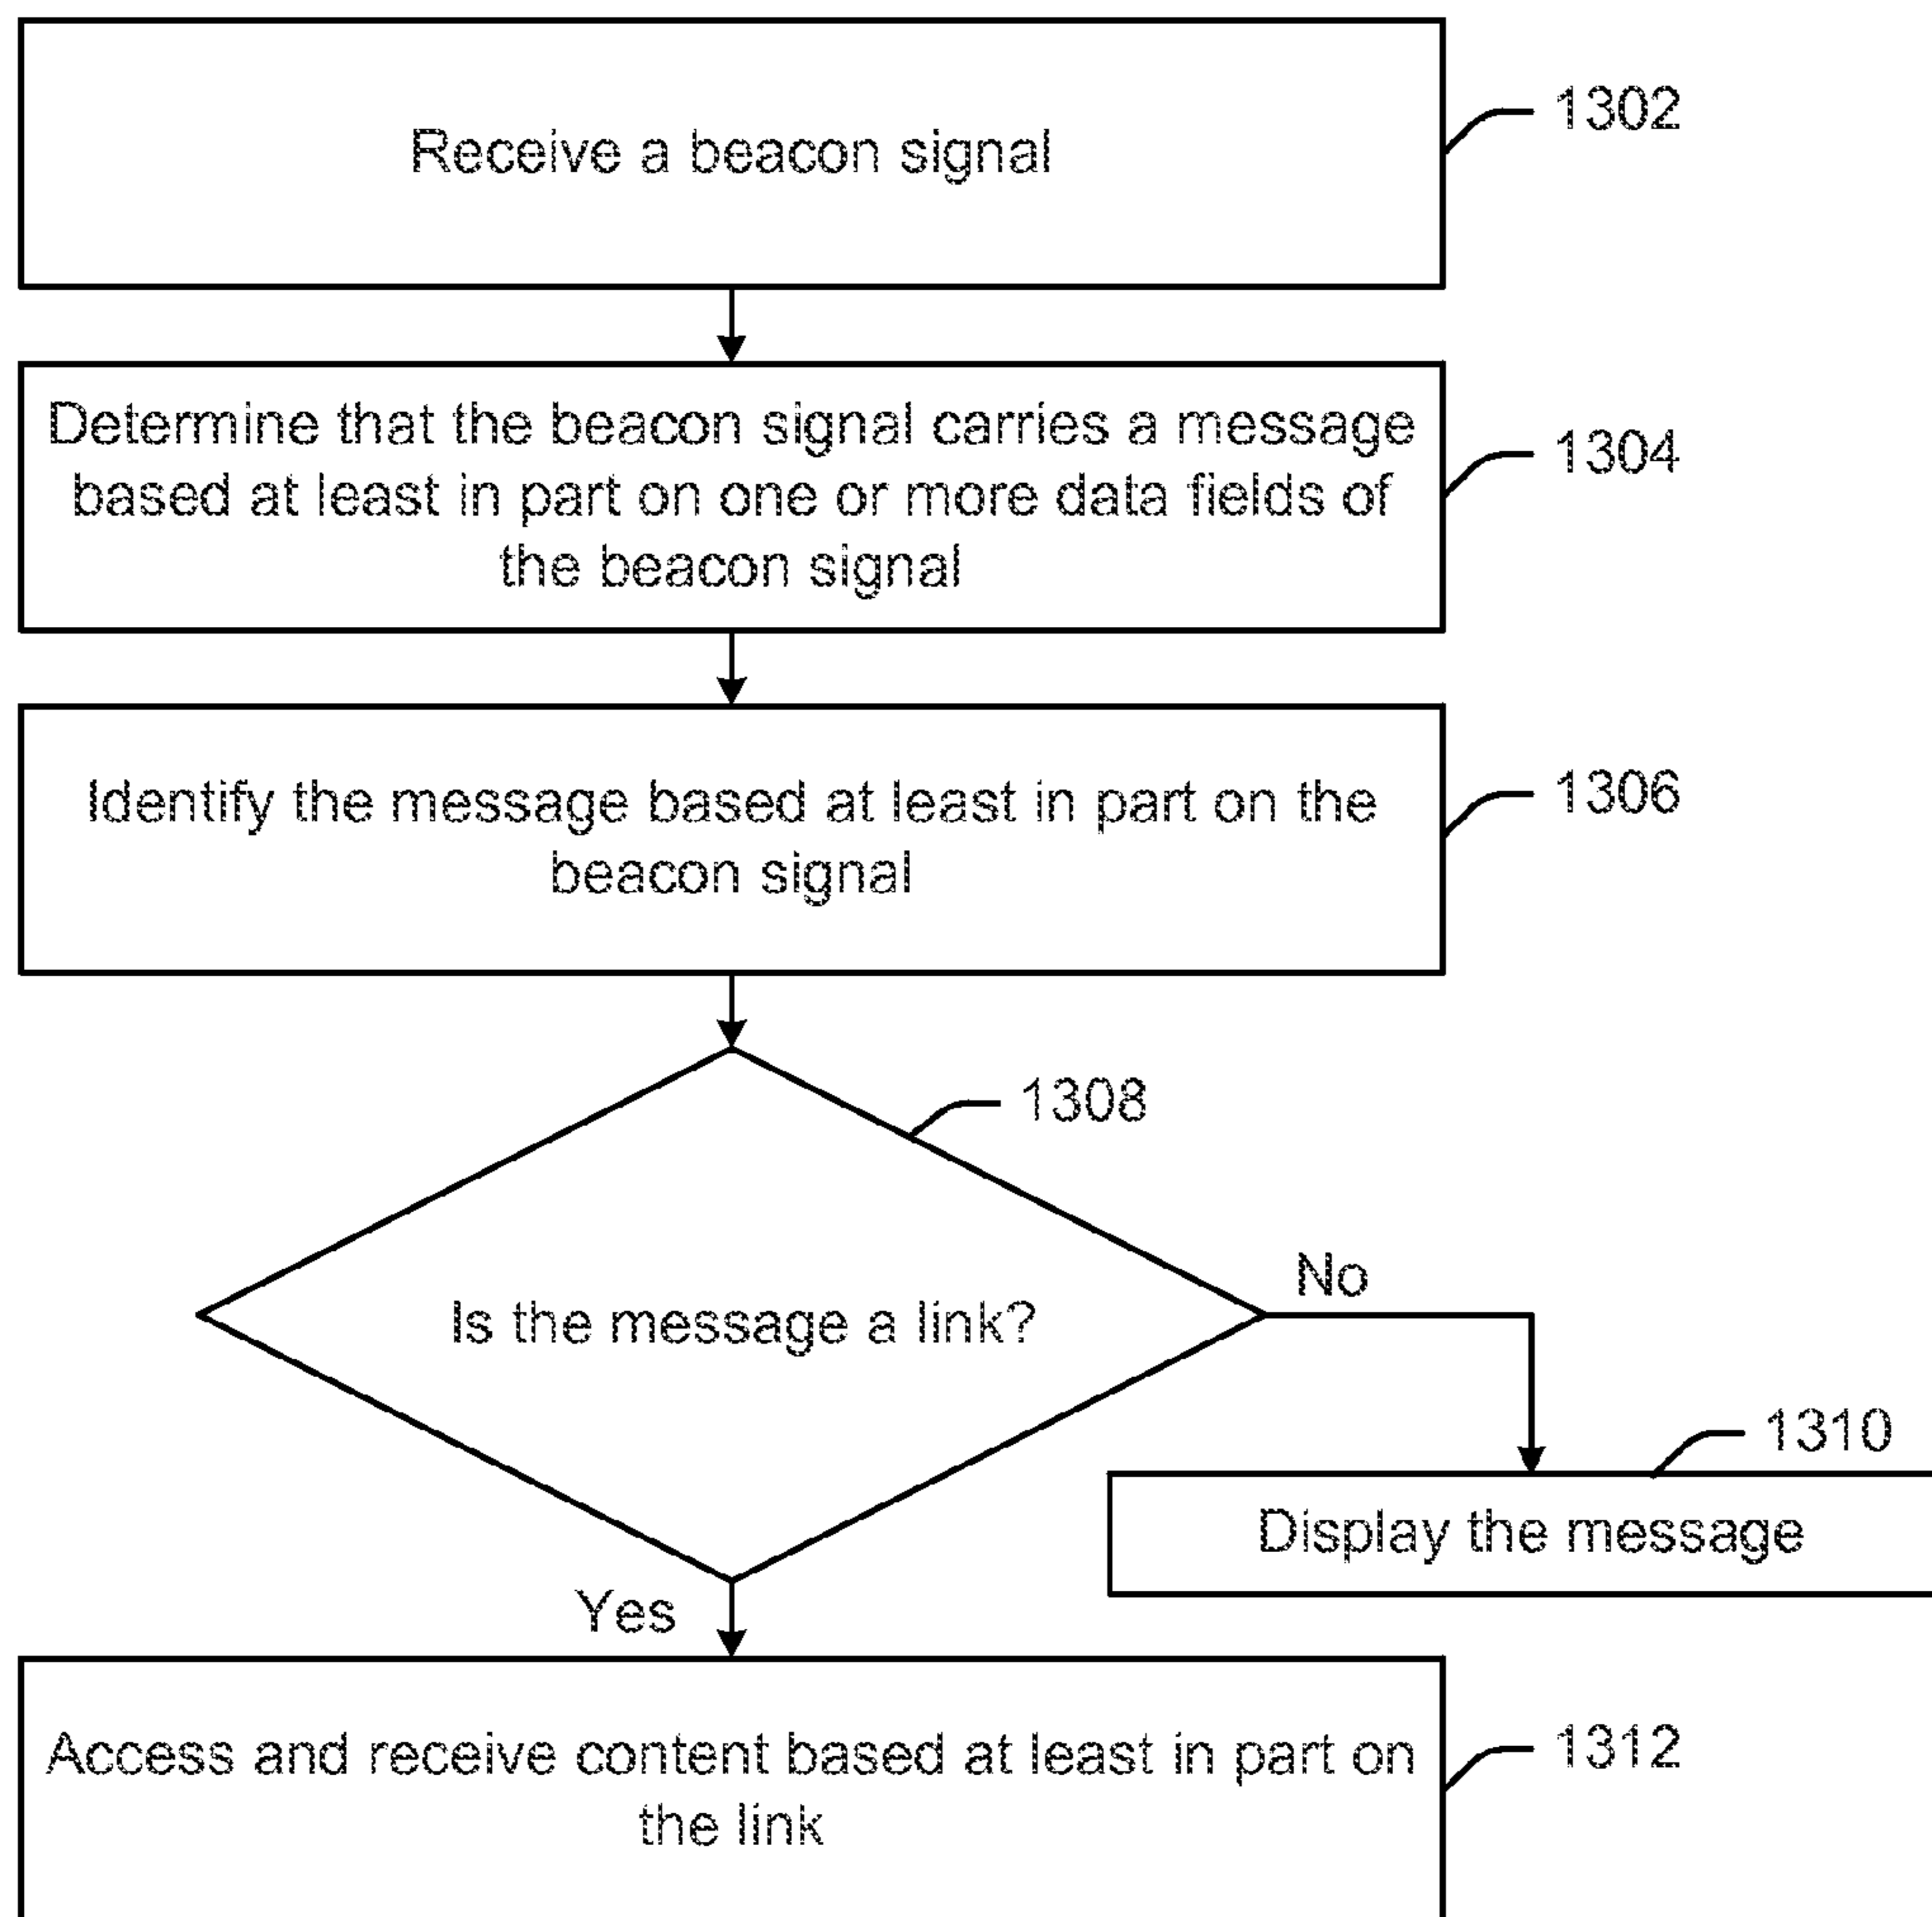 Receive a beacon signal
1302
Determine that the beacon signal carries a message
based at least in part on one or more data fields of
the beacon signal
1304
Identify the message based at least in part on the
beacon signal
1306
1308
Is the message a link?
No
1310
Display the message
Yes
Access and receive content based at least in part on
the link
1312